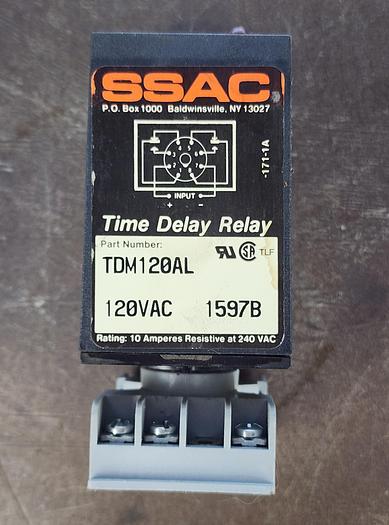 SSAC
P.O. Box 1000 Baldwinsville, NY 13027
-171-1A
INPUT
+ −
Time Delay Relay
Part Number:
TDM120AL
TLF
120VAC 1597B
Rating: 10 Amperes Resistive at 240 VAC